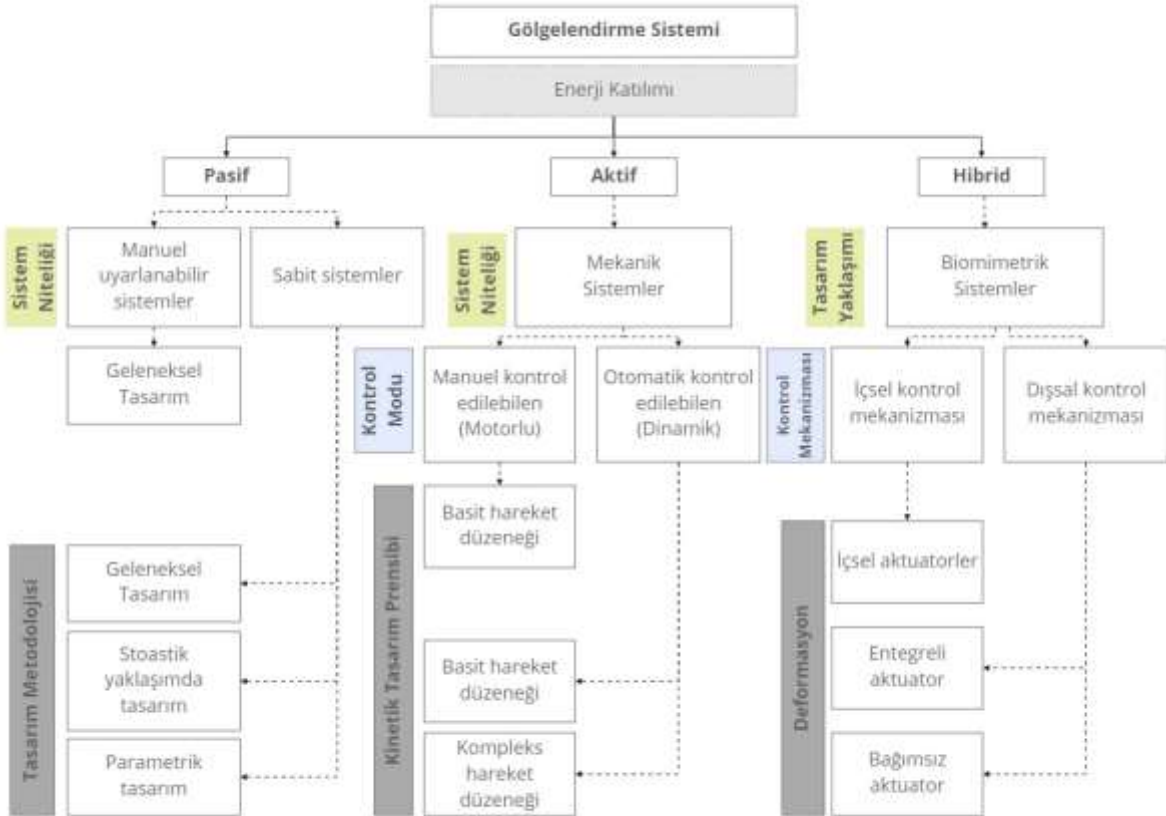 Gölgelendirme Sistemi
Enerji Katılımı
Pasif
Aktif
Hibrid
Sistem
Niteliği
Manuel
uyarlanabilir
sistemler
Sabit sistemler
Sistem
Niteliği
Mekanik
Sistemler
Tasarım
Yaklaşımı
Biomimetrik
Sistemler
Geleneksel
Tasarım
Kontrol
Modu
Manuel kontrol
edilebilen
(Motorlu)
Otomatik kontrol
edilebilen
(Dinamik)
Kontrol
Mekanizması
İçsel kontrol
mekanizması
Dışsal kontrol
mekanizması
Tasarım Metodolojisi
Geleneksel
Tasarım
Stoastik
yaklaşımda
tasarım
Parametrik
tasarım
Kinetik Tasarım Prensibi
Basit hareket
düzeneği
Basit hareket
düzeneği
Kompleks
hareket
düzeneği
Deformasyon
İçsel aktuatorler
Entegreli
aktuator
Bağımsız
aktuator